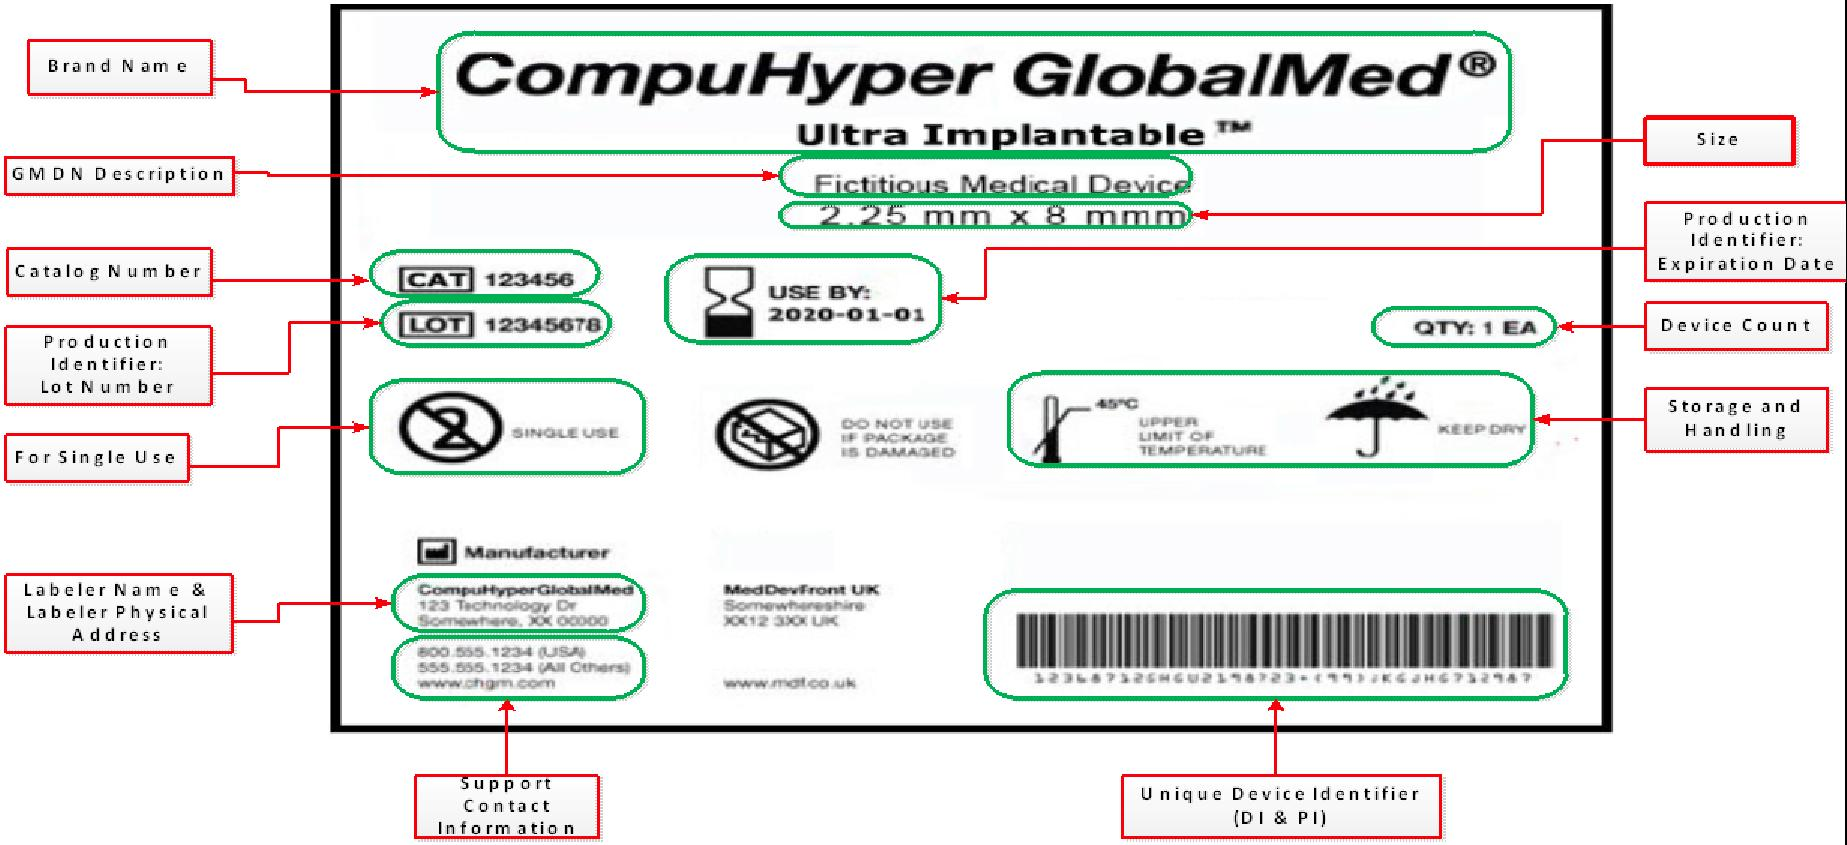 Brand Name
CompuHyper GlobalMed®
Ultra Implantable™
Size
GMDN Description
Fictitious Medical Device
2.25 mm x 8 mmm
Production
Identifier:
Expiration Date
Catalog Number
CAT 123456
USE BY:
2020-01-01
LOT 12345678
Production
Identifier:
Lot Number
QTY: 1 EA
Device Count
For Single Use
SINGLE USE
DO NOT USE
IF PACKAGE
IS DAMAGED
45°C
UPPER
LIMIT OF
TEMPERATURE
KEEP DRY
Storage and
Handling
Manufacturer
Labeler Name &
Labeler Physical
Address
CompuHyperGlobalMed
123 Technology Dr
Somewhere, XX 00000
MedDevFront UK
Somewhereshire
XX12 3XX UK
800.555.1234 (USA)
555.555.1234 (All Others)
www.chgm.com
www.mdf.co.uk
Support
Contact
Information
Unique Device Identifier
(DI & PI)